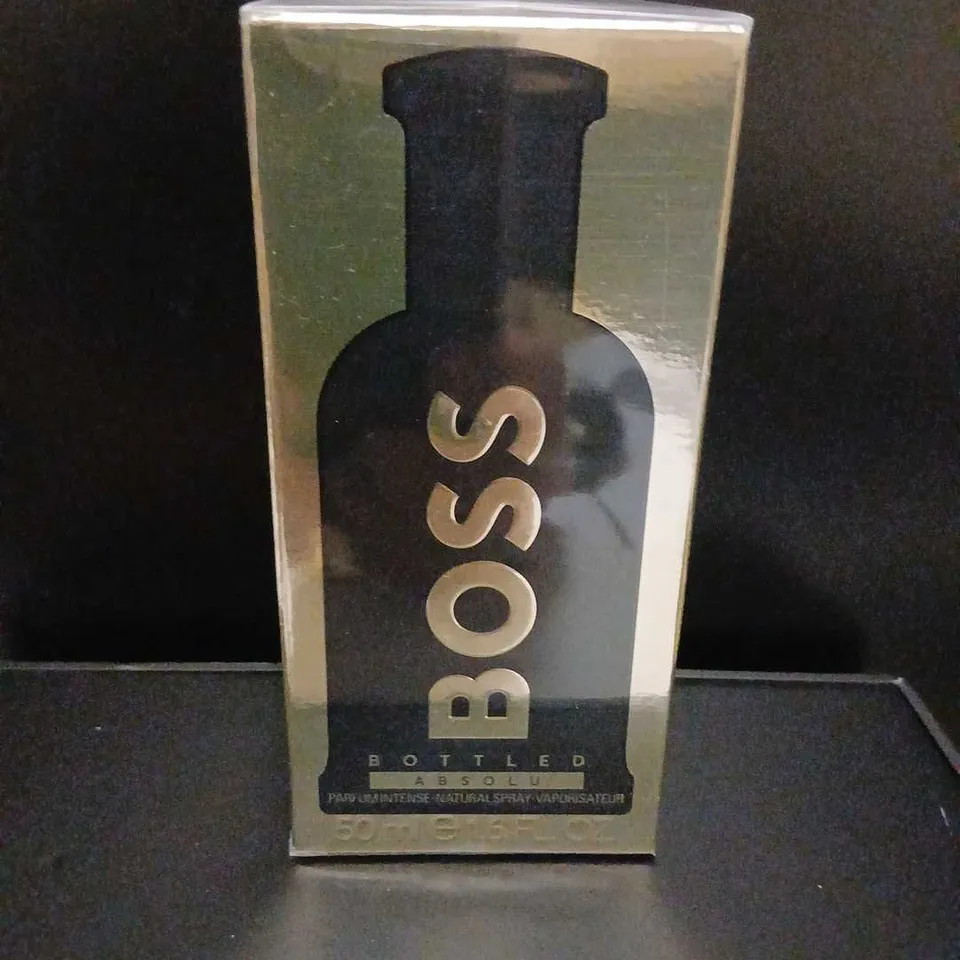 BOSS
BOTTLED
ABSOLU
PARFUM INTENSE·NATURAL SPRAY·VAPORISATEUR
50 ml ℮ 1.6 FL. OZ.